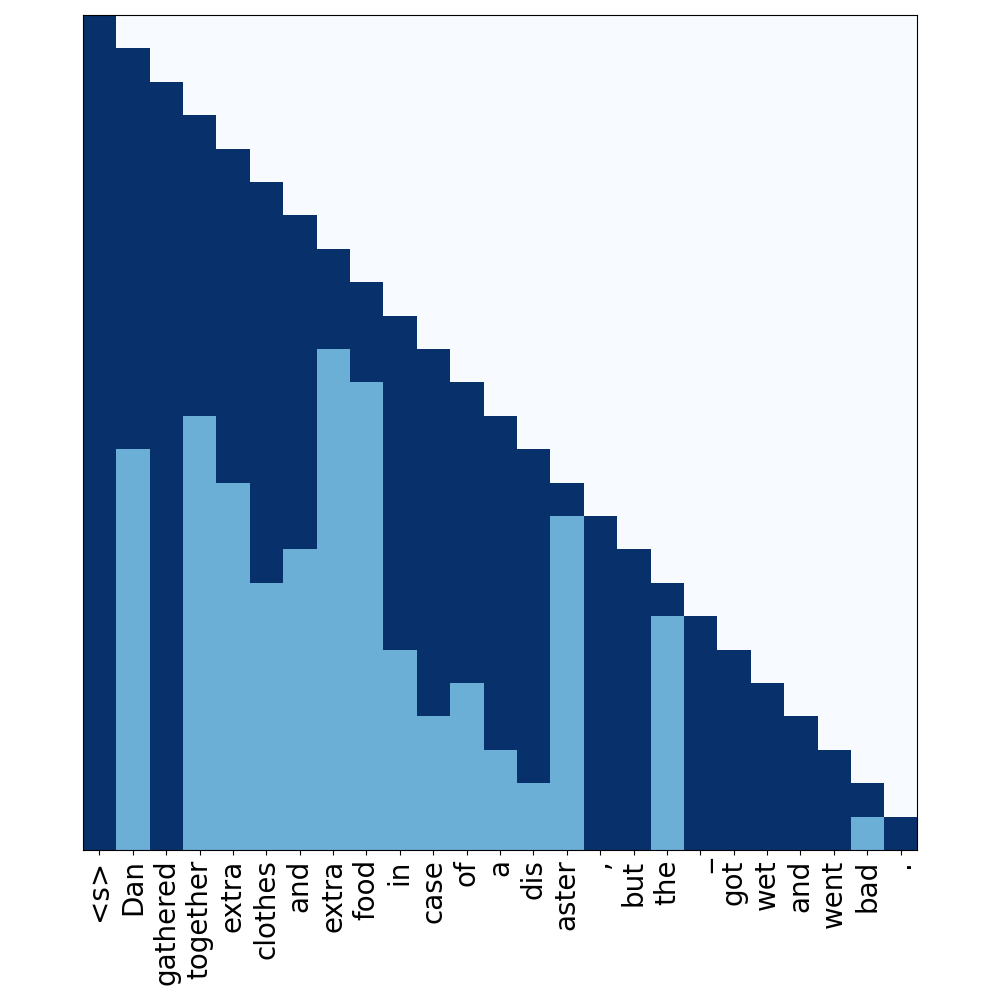 <s> Dan gathered together extra clothes and extra food in case of a dis aster , but the _ got wet and went bad .